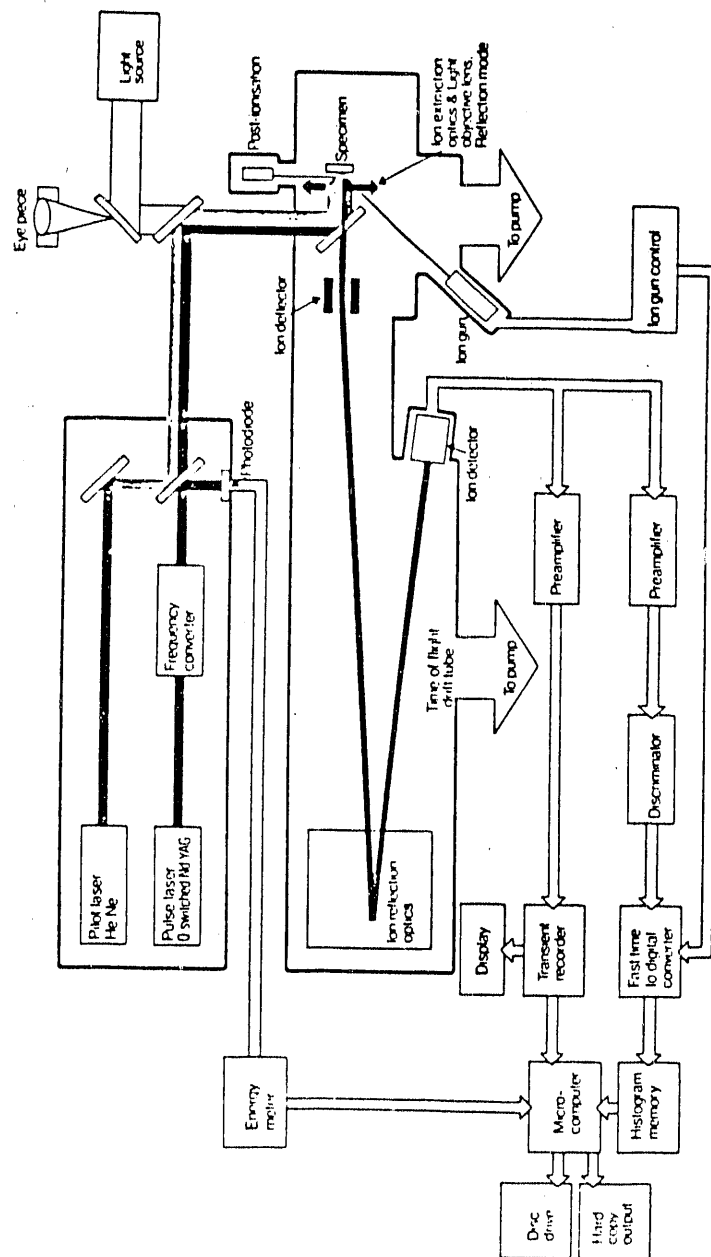 Light
source
Eye piece
Post-ionisation
Specimen
Ion extraction
optics & Light
objective lens.
Reflection mode
Ion deflector
To pump
Ion gun
Ion gun control
Photodiode
Frequency
converter
Pilot laser
He Ne
Pulse laser
Q switched Nd YAG
Ion detector
Time of flight
drift tube
To pump
Ion reflection
optics
Preamplifier
Preamplifier
Discriminator
Display
Transient
recorder
Fast time
to digital
converter
Energy
meter
Micro-
computer
Histogram
memory
Disc
drive
Hard
copy
output